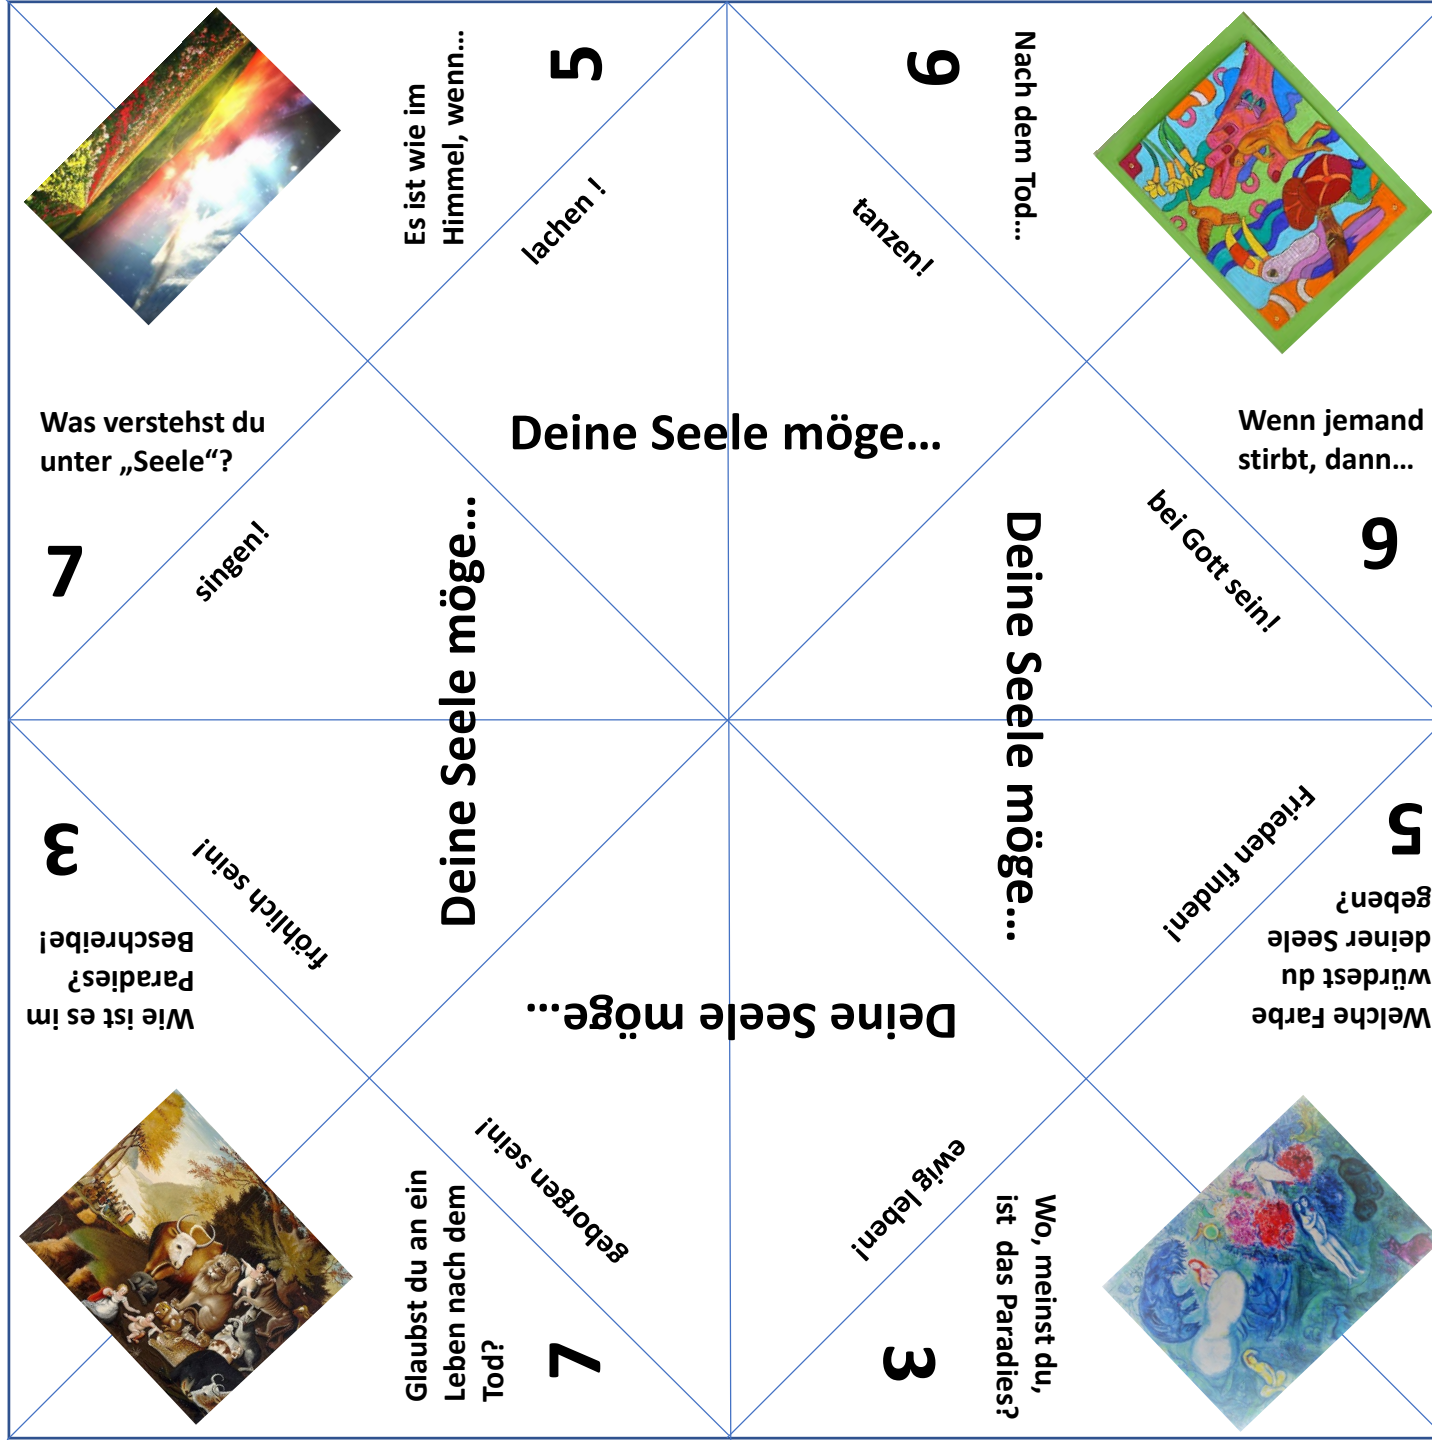 5
Es ist wie im
Himmel, wenn...
lachen !
6
Nach dem Tod...
tanzen!
Was verstehst du
unter „Seele“?
7
singen!
Deine Seele möge...
Wenn jemand
stirbt, dann...
6
bei Gott sein!
Deine Seele möge...
Deine Seele möge...
3
Wie ist es im
Paradies?
Beschreibe!
fröhlich sein!
5
Welche Farbe
würdest du
deiner Seele
geben?
Frieden finden!
Deine Seele möge...
Glaubst du an ein
Leben nach dem
Tod?
7
geborgen sein!
3
Wo, meinst du,
ist das Paradies?
ewig leben!